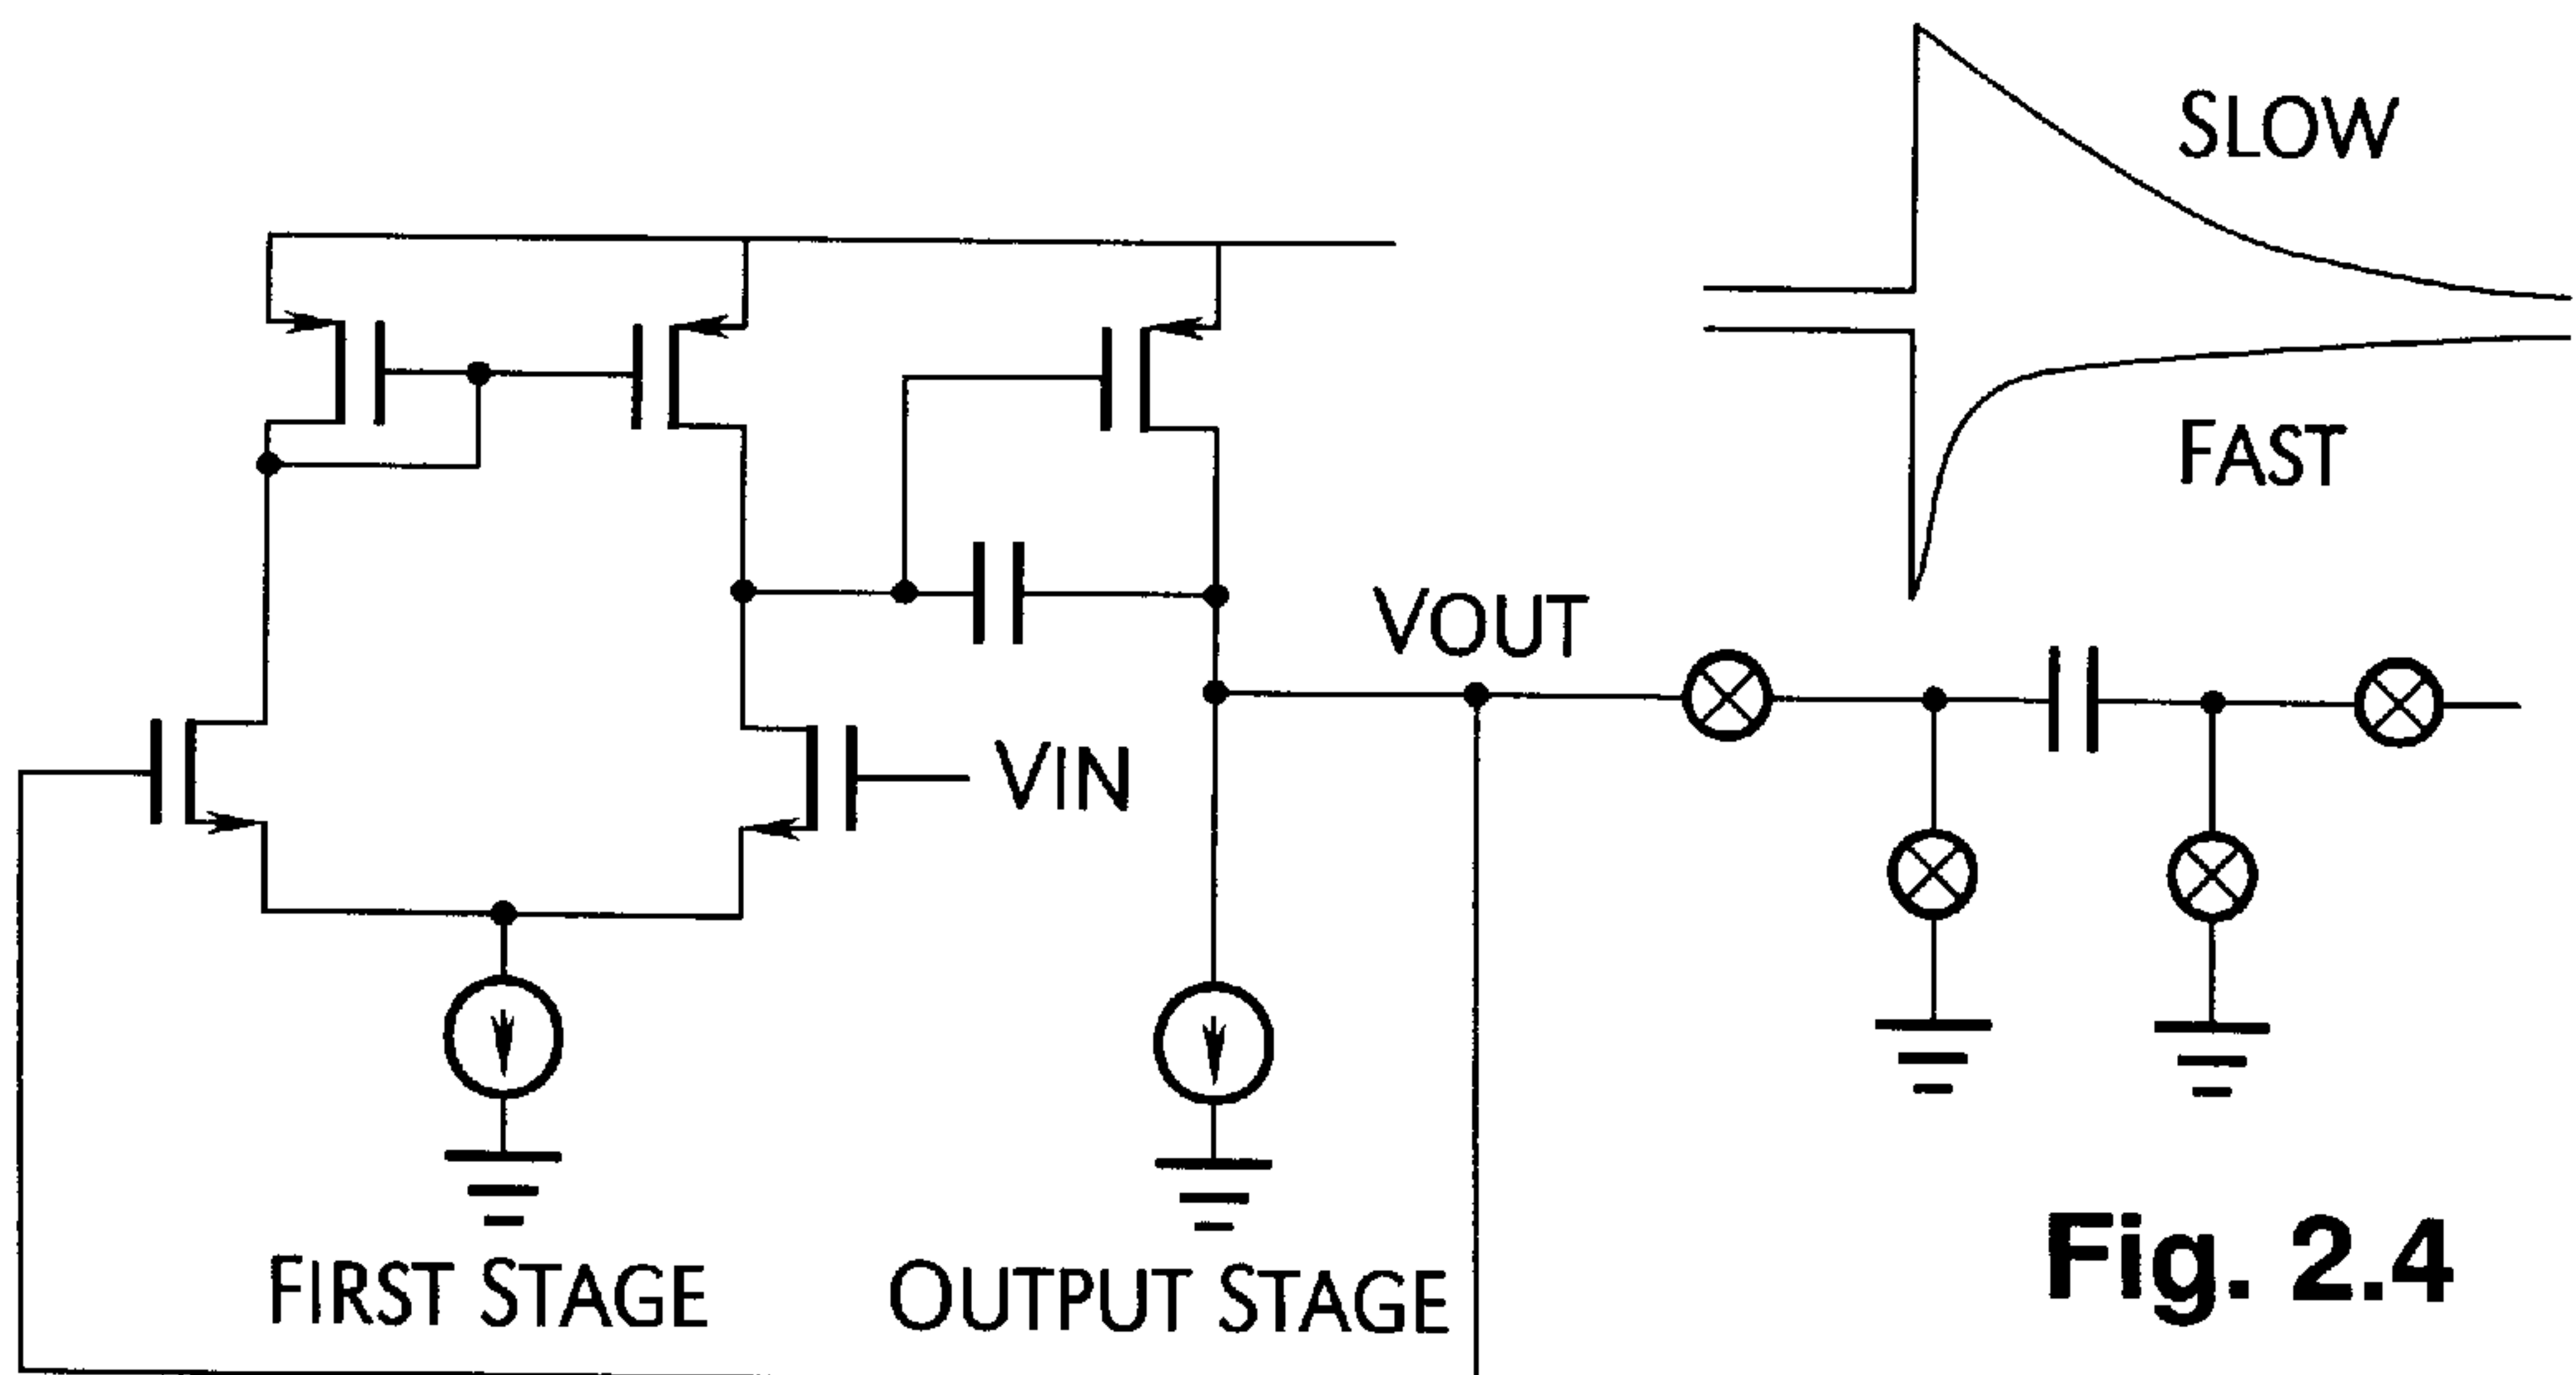 SLOW
FAST
VOUT
VIN
FIRST STAGE
OUTPUT STAGE
Fig. 2.4